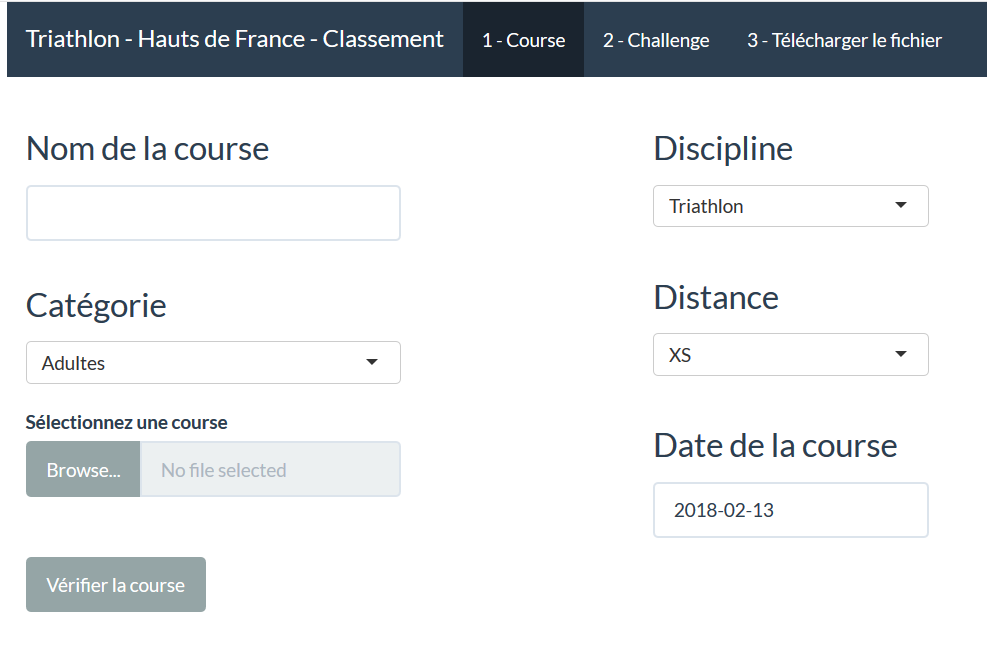 Triathlon - Hauts de France - Classement 1 - Course 2 - Challenge 3 - Télécharger le fichier
Nom de la course
Catégorie
Adultes
Sélectionnez une course
Browse... No file selected
Vérifier la course
Discipline
Triathlon
Distance
XS
Date de la course
2018-02-13